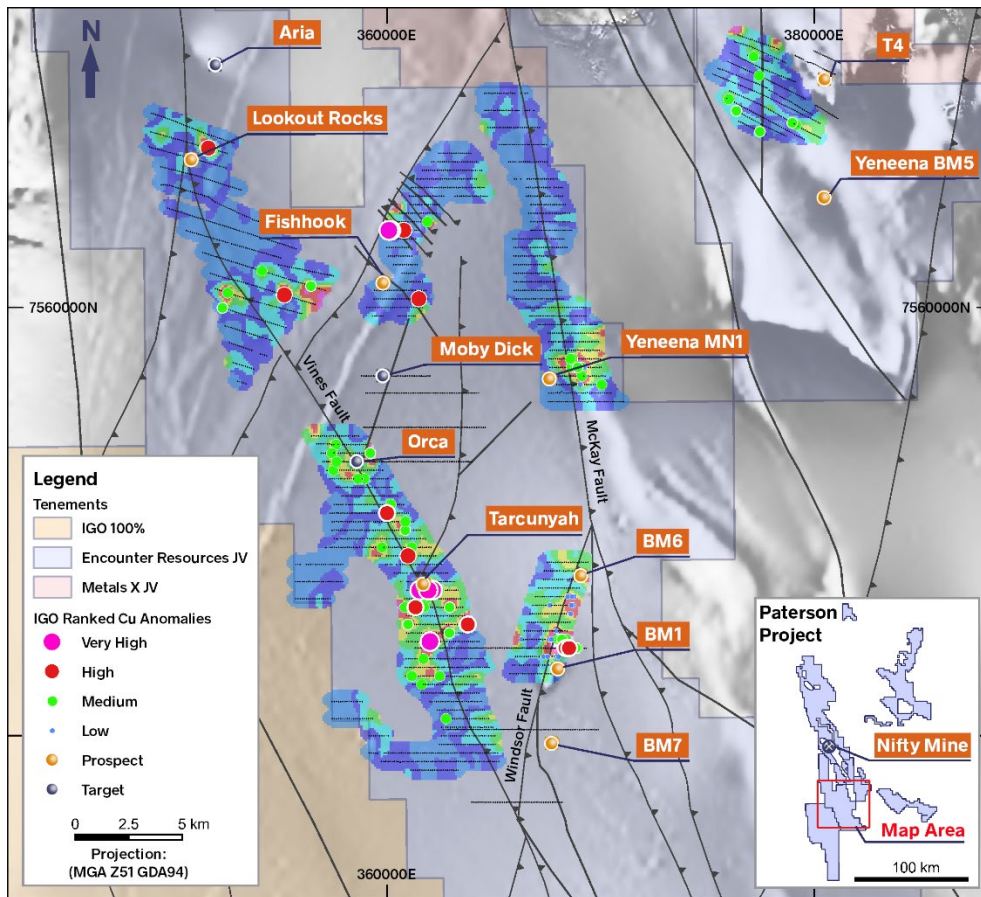 360000E
380000E
N
Aria
T4
Lookout Rocks
Yeneena BM5
Fishhook
7560000N
7560000N
Moby Dick
Yeneena MN1
Vines Fault
McKay Fault
Orca
Tarcunyah
BM6
BM1
Windsor Fault
BM7
Legend
Tenements
IGO 100%
Encounter Resources JV
Metals X JV
IGO Ranked Cu Anomalies
Very High
High
Medium
Low
Prospect
Target
0 2.5 5 km
Projection:
(MGA Z51 GDA94)
360000E
Paterson
Project
Nifty Mine
Map Area
100 km